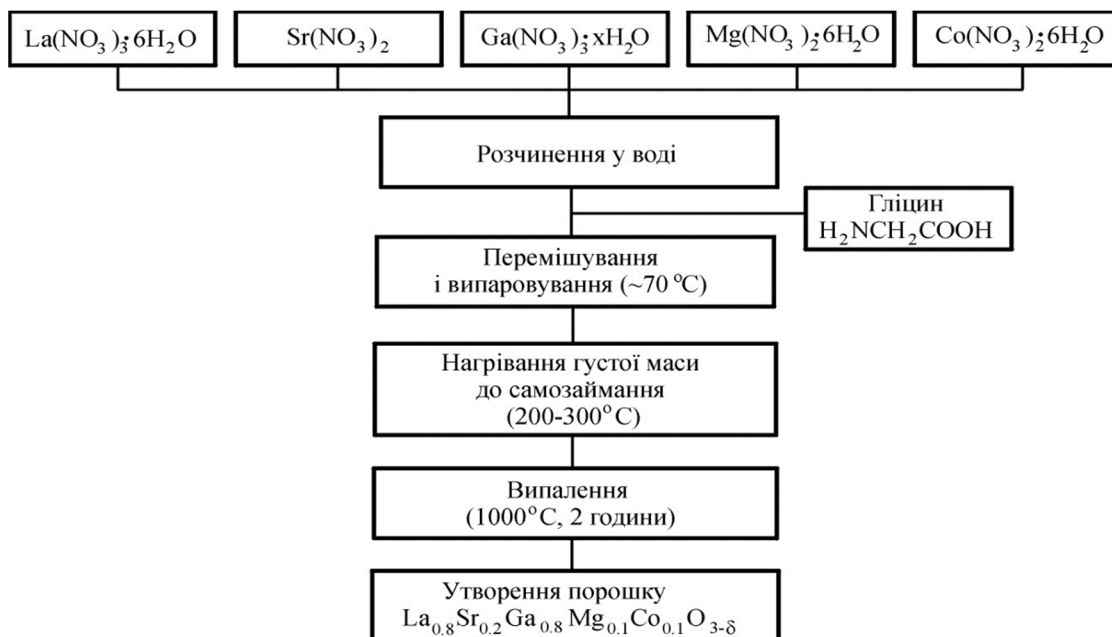 La(NO₃)₃·6H₂O
Sr(NO₃)₂
Ga(NO₃)₃·xH₂O
Mg(NO₃)₂·6H₂O
Co(NO₃)₂·6H₂O
Розчинення у воді
Гліцин
H₂NCH₂COOH
Перемішування
і випаровування (~70 °C)
Нагрівання густої маси
до самозаймання
(200-300°C)
Випалення
(1000°C, 2 години)
Утворення порошку
La₀.₈Sr₀.₂Ga₀.₈Mg₀.₁Co₀.₁O₃₋δ